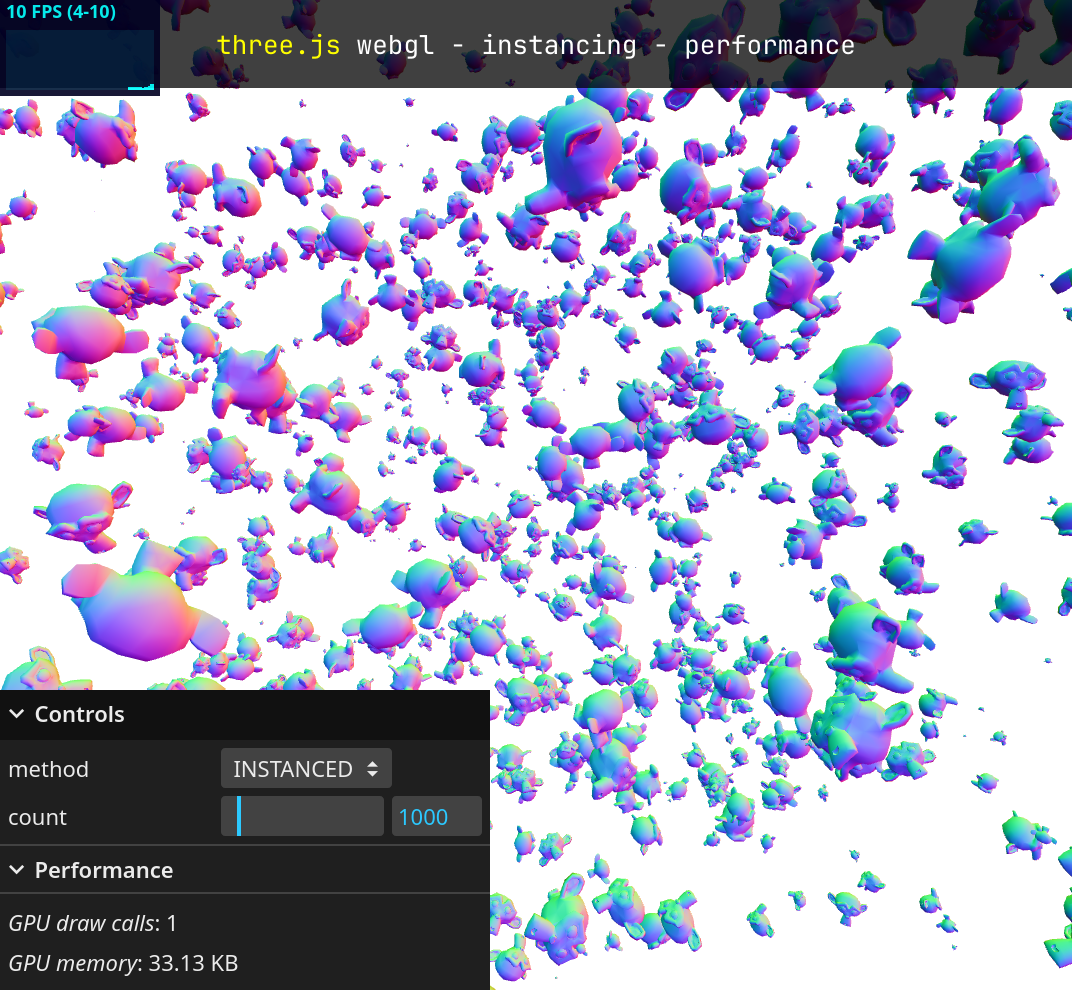 10 FPS (4-10)
three.js webgl - instancing - performance
Controls
method INSTANCED
count 1000
Performance
GPU draw calls: 1
GPU memory: 33.13 KB